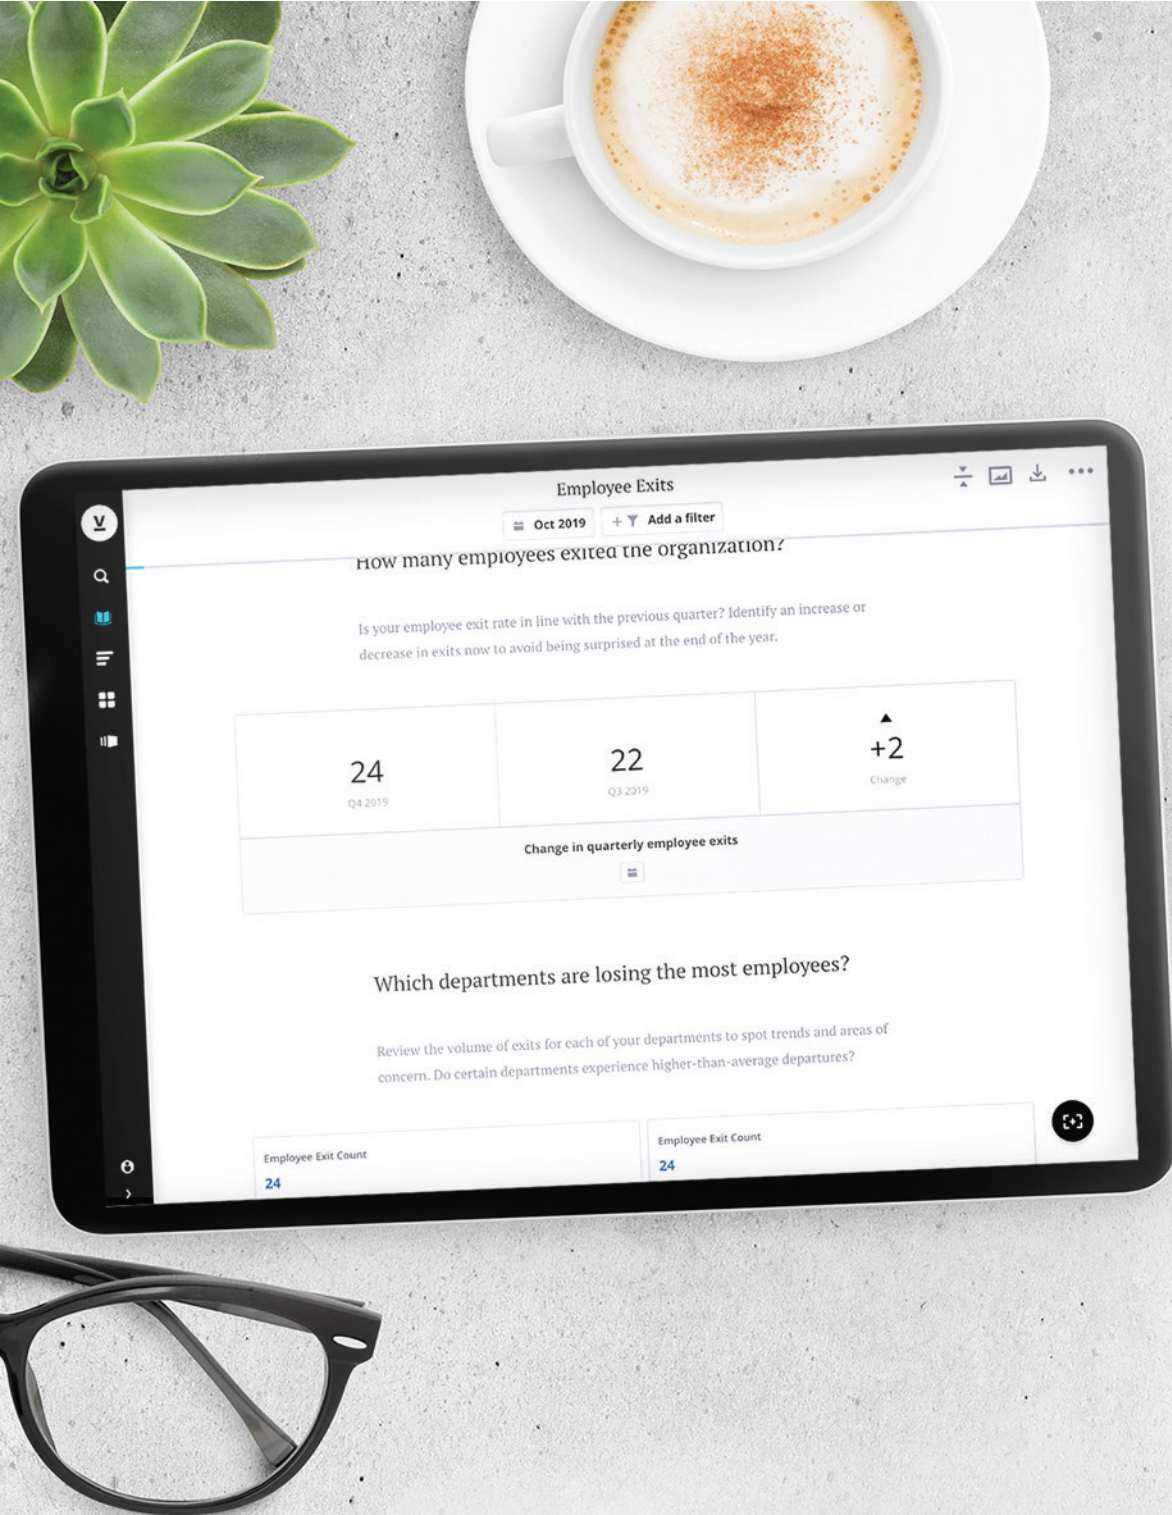 Employee Exits
Oct 2019
Add a filter
How many employees exited the organization?
Is your employee exit rate in line with the previous quarter? Identify an increase or
decrease in exits now to avoid being surprised at the end of the year.
24
Q4 2019
22
Q3 2019
+2
Change
Change in quarterly employee exits
Which departments are losing the most employees?
Review the volume of exits for each of your departments to spot trends and areas of
concern. Do certain departments experience higher-than-average departures?
Employee Exit Count
24
Employee Exit Count
24